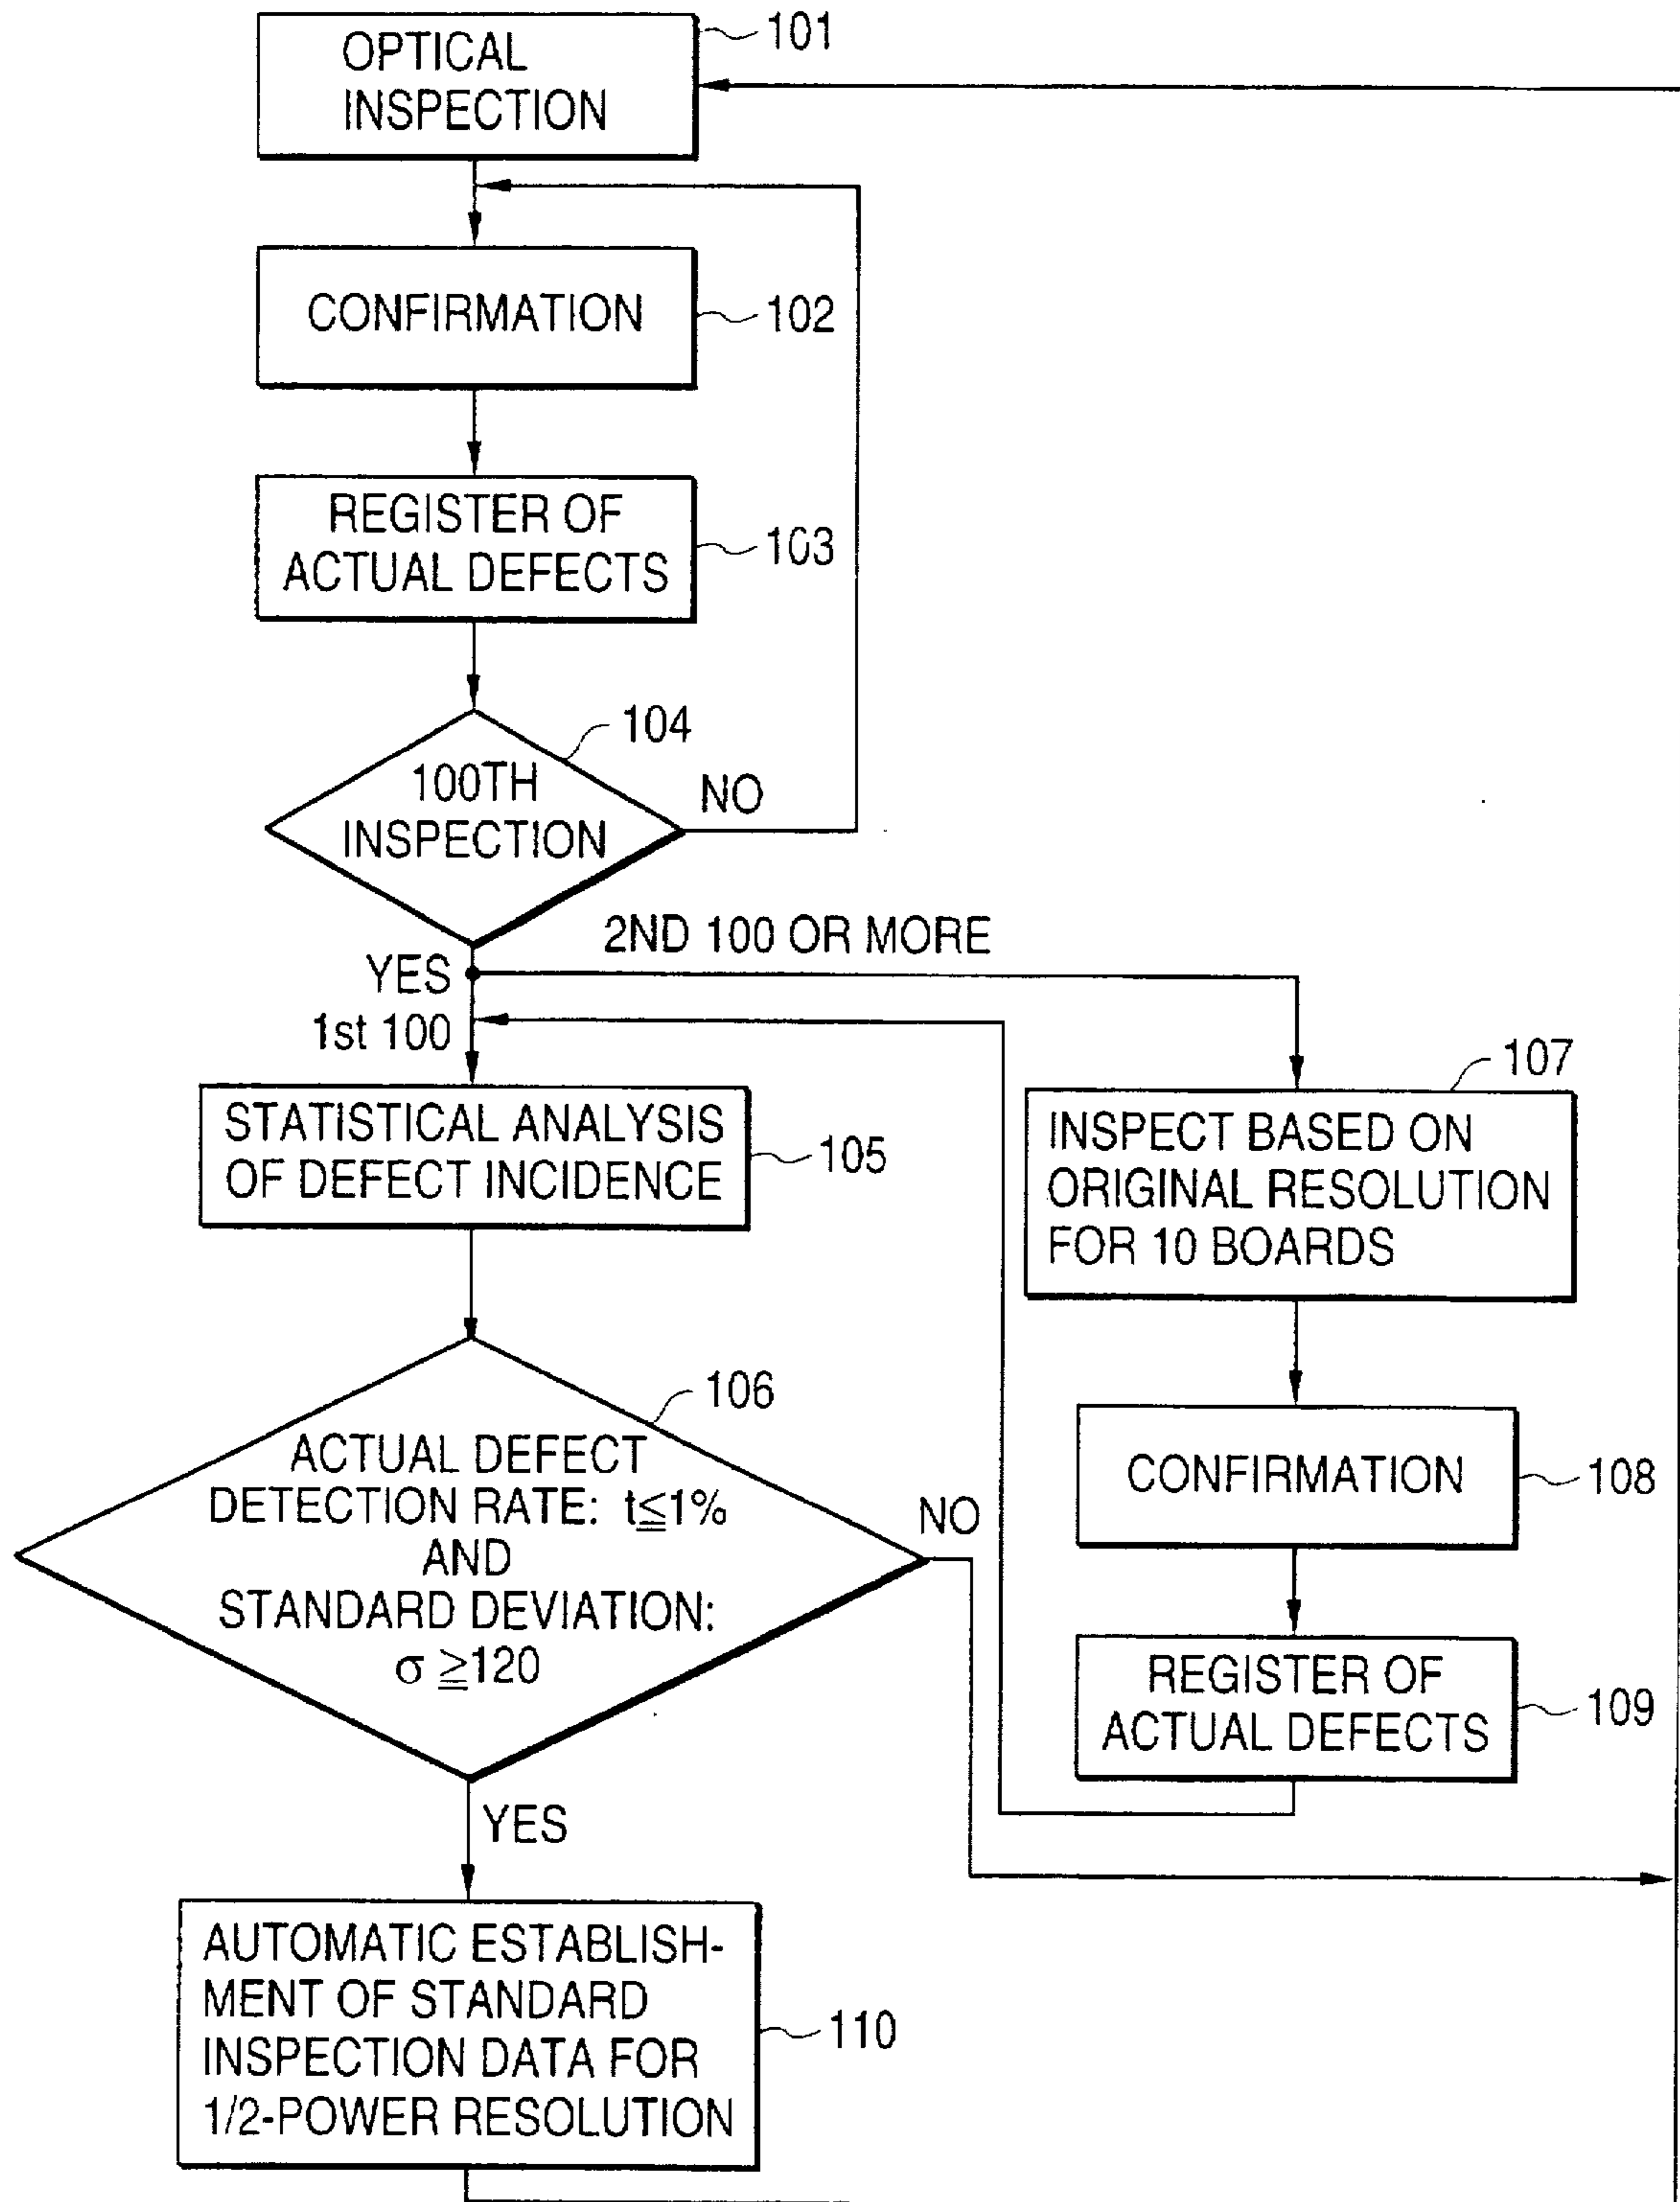 OPTICAL
INSPECTION
101
CONFIRMATION
102
REGISTER OF
ACTUAL DEFECTS
103
104
100TH
INSPECTION
NO
2ND 100 OR MORE
YES
1st 100
STATISTICAL ANALYSIS
OF DEFECT INCIDENCE
105
107
INSPECT BASED ON
ORIGINAL RESOLUTION
FOR 10 BOARDS
106
ACTUAL DEFECT
DETECTION RATE: t≦1%
AND
STANDARD DEVIATION:
σ ≧120
NO
CONFIRMATION
108
REGISTER OF
ACTUAL DEFECTS
109
YES
AUTOMATIC ESTABLISH-
MENT OF STANDARD
INSPECTION DATA FOR
1/2-POWER RESOLUTION
110